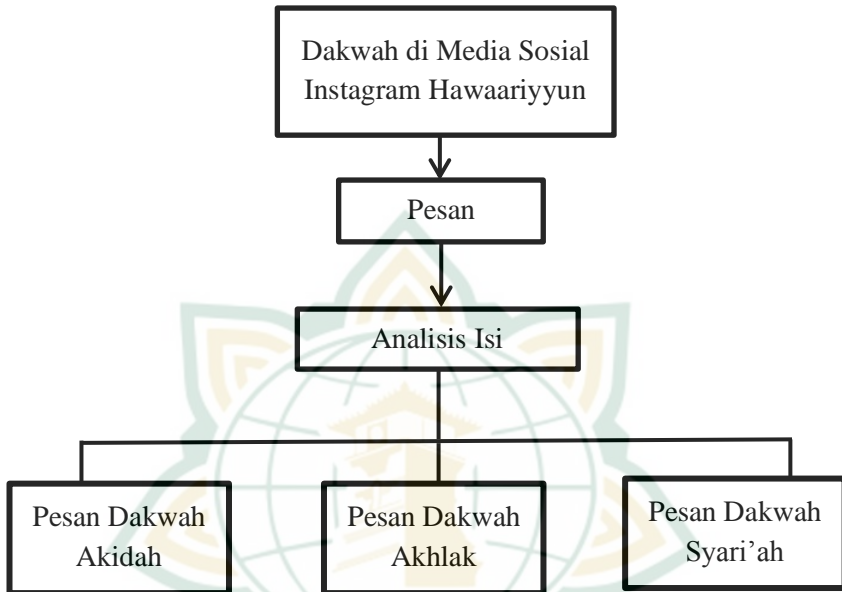 Dakwah di Media Sosial
Instagram Hawaariyyun
Pesan
Analisis Isi
Pesan Dakwah
Akidah
Pesan Dakwah
Akhlak
Pesan Dakwah
Syari’ah